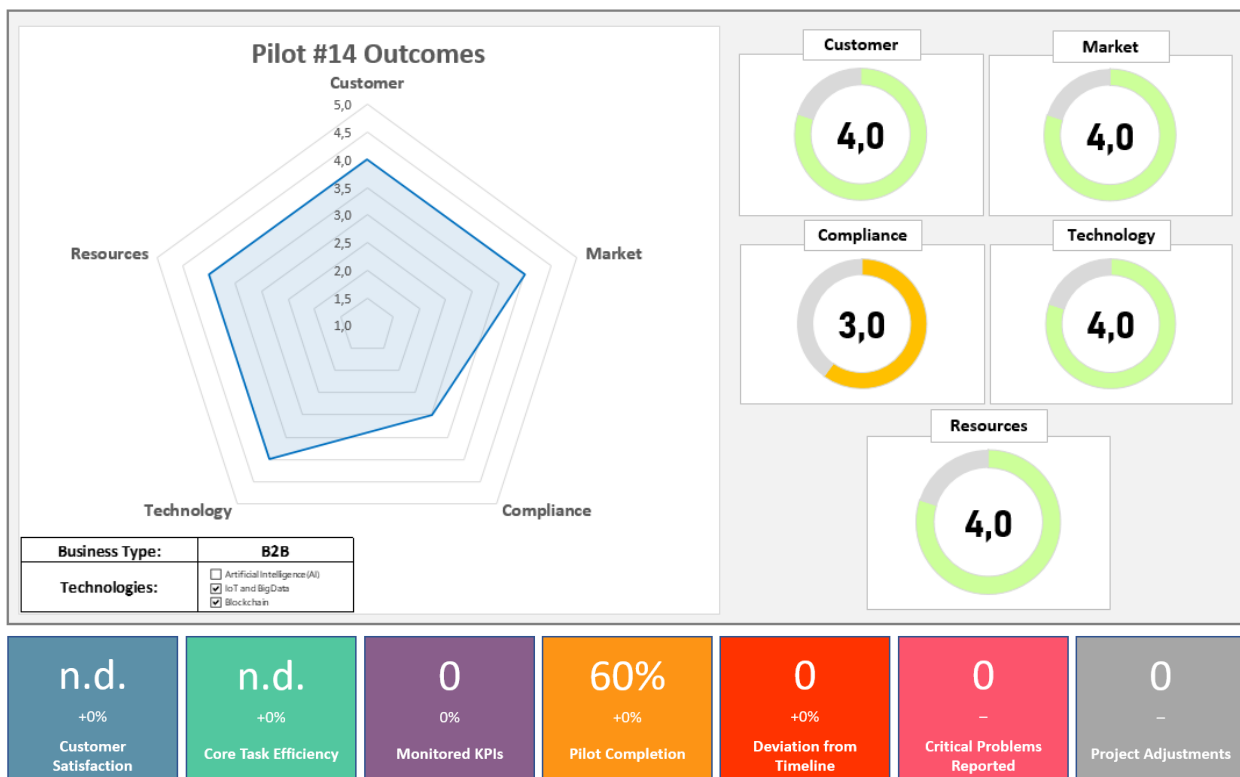 Pilot #14 Outcomes
Customer
5,0
4,5
4,0
3,5
3,0
2,5
2,0
1,5
1,0
Resources
Market
Technology
Compliance
Business Type: B2B
Technologies:
Artificial Intelligence(AI)
IoT and BigData
Blockchain
Customer
4,0
Market
4,0
Compliance
3,0
Technology
4,0
Resources
4,0
n.d.
+0%
Customer
Satisfaction
n.d.
+0%
Core Task Efficiency
0
0%
Monitored KPIs
60%
+0%
Pilot Completion
0
+0%
Deviation from
Timeline
0
–
Critical Problems
Reported
0
–
Project Adjustments